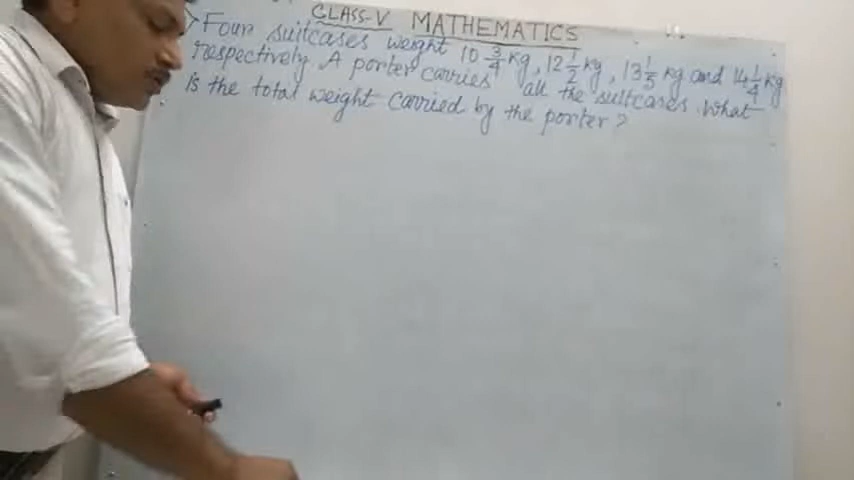 CLASS-V MATHEMATICS
Four suitcases weight 10 3/4 kg, 12 1/2 kg, 13 1/5 kg and 14 1/4 kg
respectively. A porter carries all the suitcases. What
is the total weight carried by the porter?